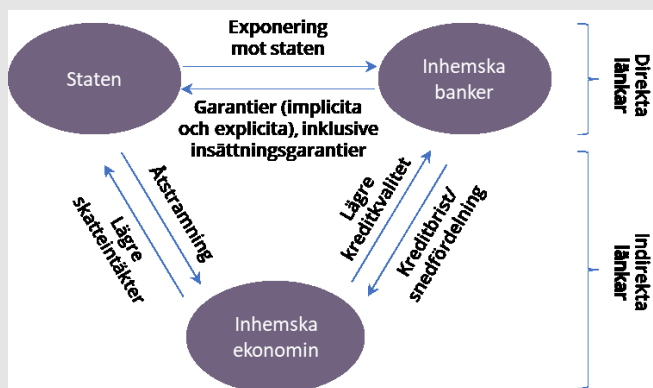 Exponering
mot staten
Staten
Inhemska
banker
Direkta
länkar
Garantier (implicita
och explicita), inklusive
insättningsgarantier
Åtstramning
Lägre
skatteintäkter
Lägre
kreditkvalitet
Kreditbrist/
snedfördelning
Indirekta
länkar
Inhemska
ekonomin